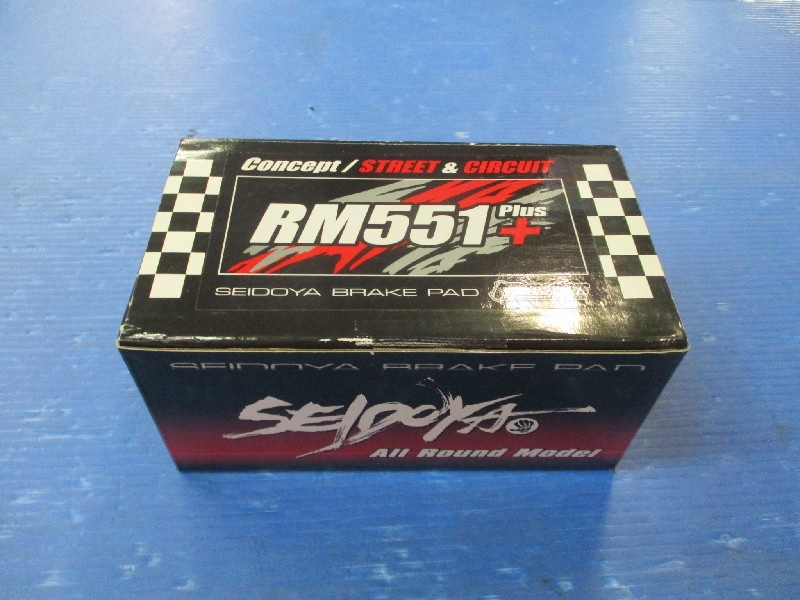 Concept / STREET & CIRCUIT
RM551 Plus +
SEIDOYA BRAKE PAD
SEIDOYA BRAKE PAD
SEIDOYA
All Round Model